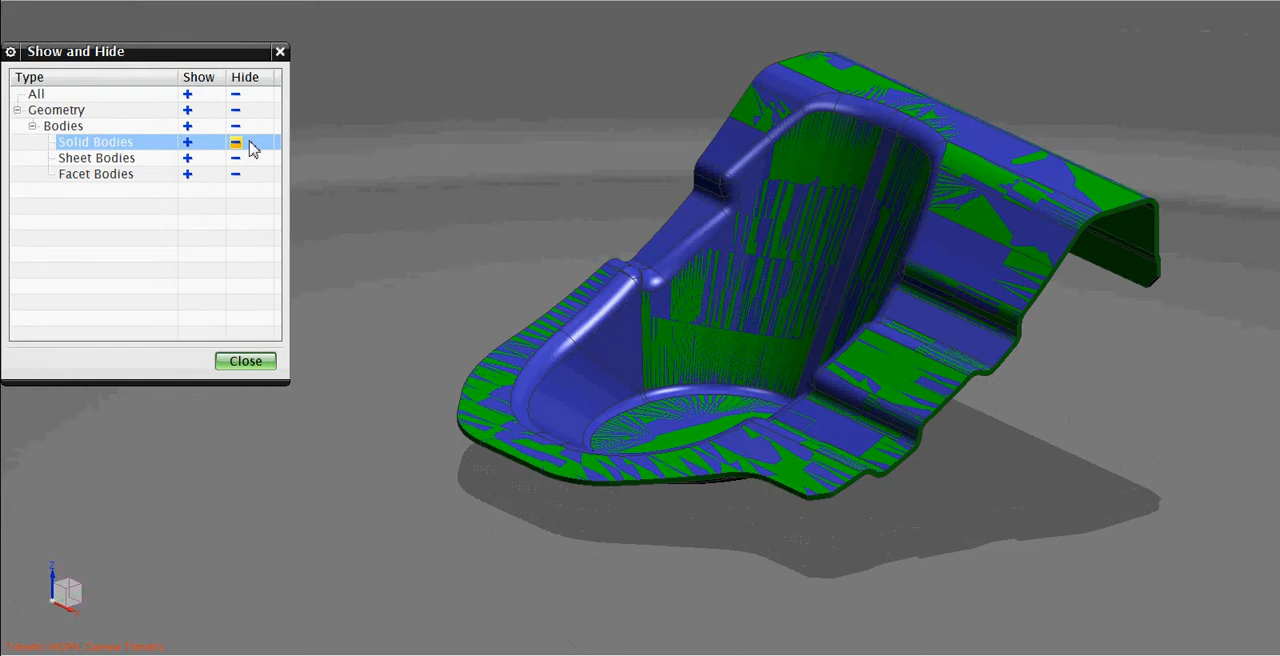 Show and Hide
Type Show Hide
All
Geometry
Bodies
Solid Bodies
Sheet Bodies
Facet Bodies
Close
Z